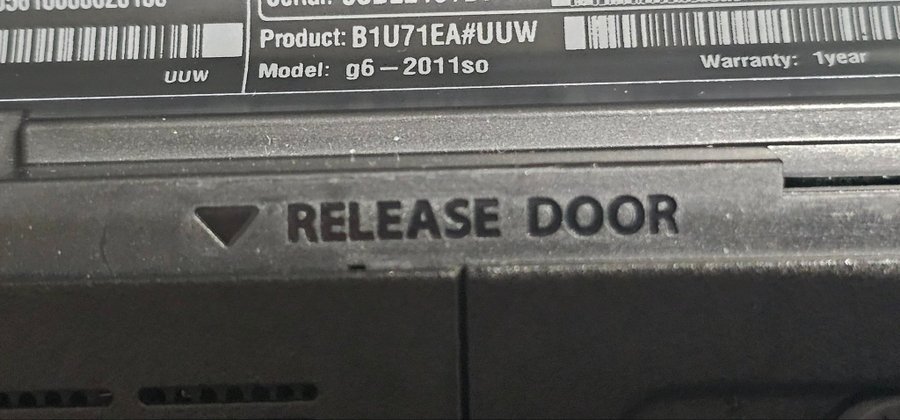 UUW
Product: B1U71EA#UUW
Model: g6-2011so
Warranty: 1year
RELEASE DOOR